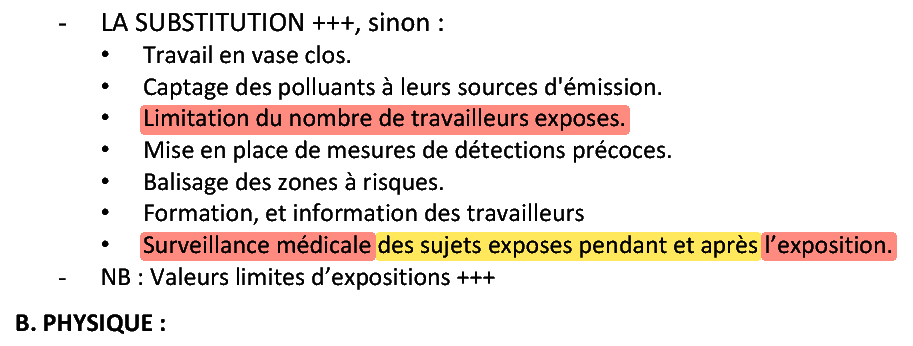 - LA SUBSTITUTION +++, sinon :
• Travail en vase clos.
• Captage des polluants à leurs sources d'émission.
• Limitation du nombre de travailleurs exposes.
• Mise en place de mesures de détections précoces.
• Balisage des zones à risques.
• Formation, et information des travailleurs
• Surveillance médicale des sujets exposes pendant et après l’exposition.
- NB : Valeurs limites d’expositions +++
B. PHYSIQUE :